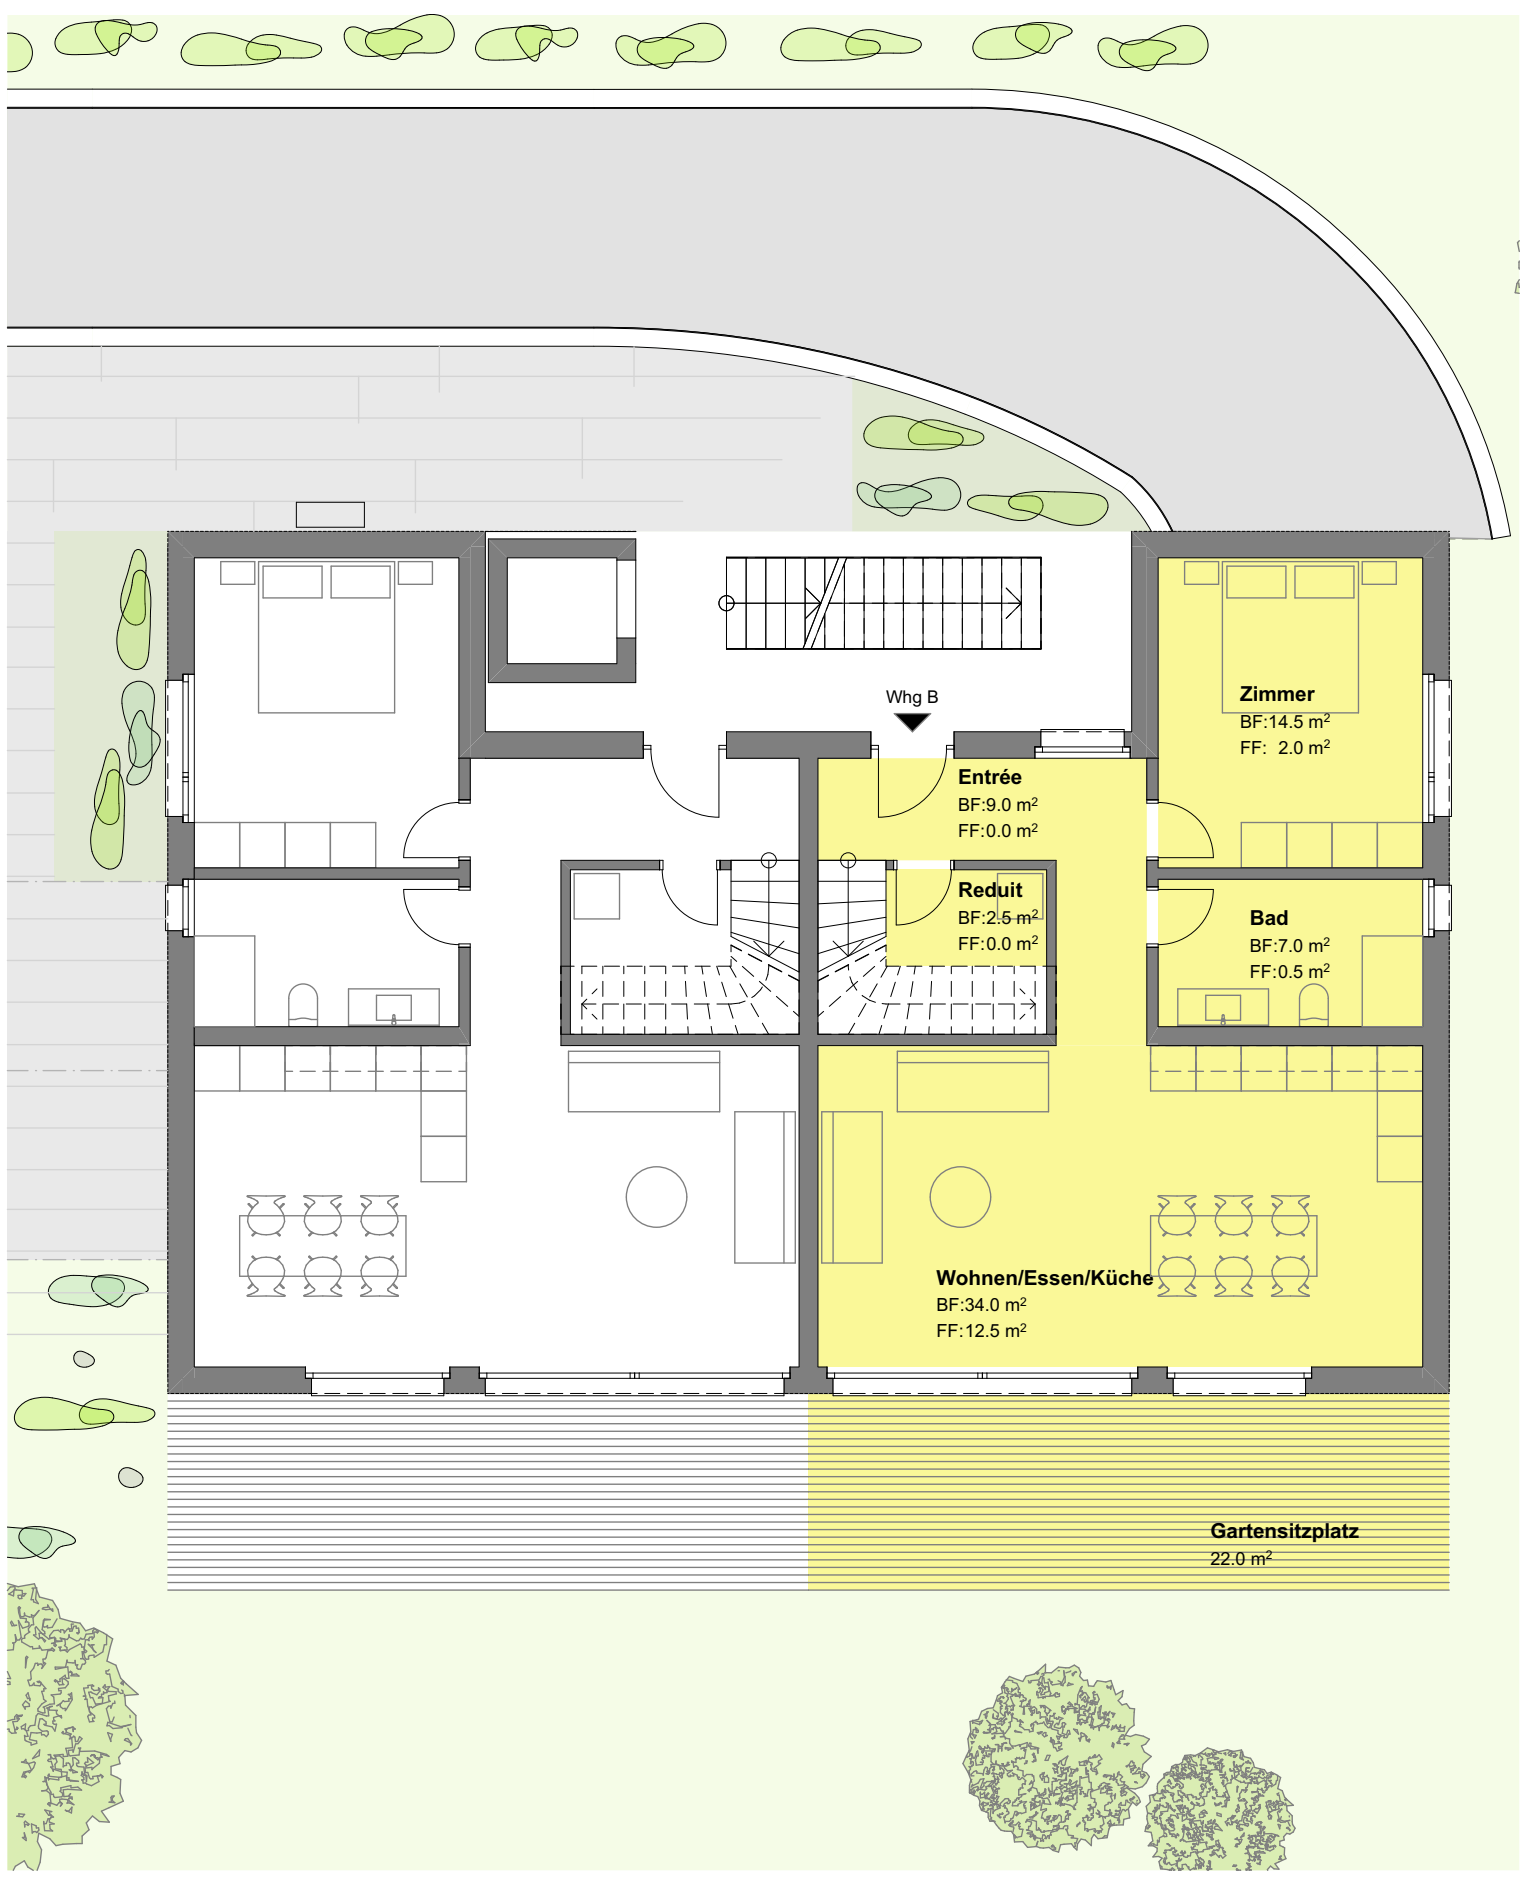 Whg B
Zimmer
BF:14.5 m²
FF: 2.0 m²
Entrée
BF:9.0 m²
FF:0.0 m²
Reduit
BF:2.5 m²
FF:0.0 m²
Bad
BF:7.0 m²
FF:0.5 m²
Wohnen/Essen/Küche
BF:34.0 m²
FF:12.5 m²
Gartensitzplatz
22.0 m²